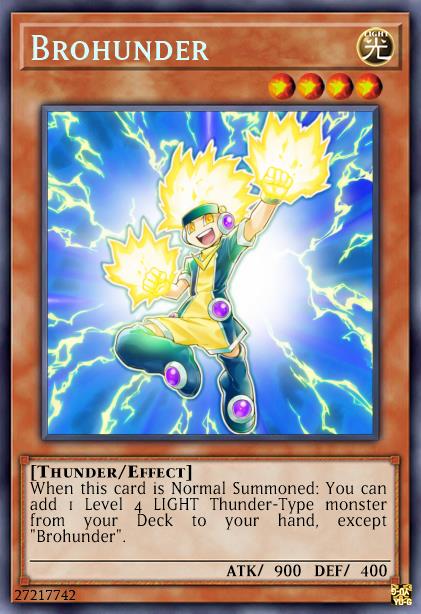 BROHUNDER
LIGHT
光
[THUNDER/EFFECT]
When this card is Normal Summoned: You can
add 1 Level 4 LIGHT Thunder-Type monster
from your Deck to your hand, except
"Brohunder".
ATK/ 900 DEF/ 400
27217742